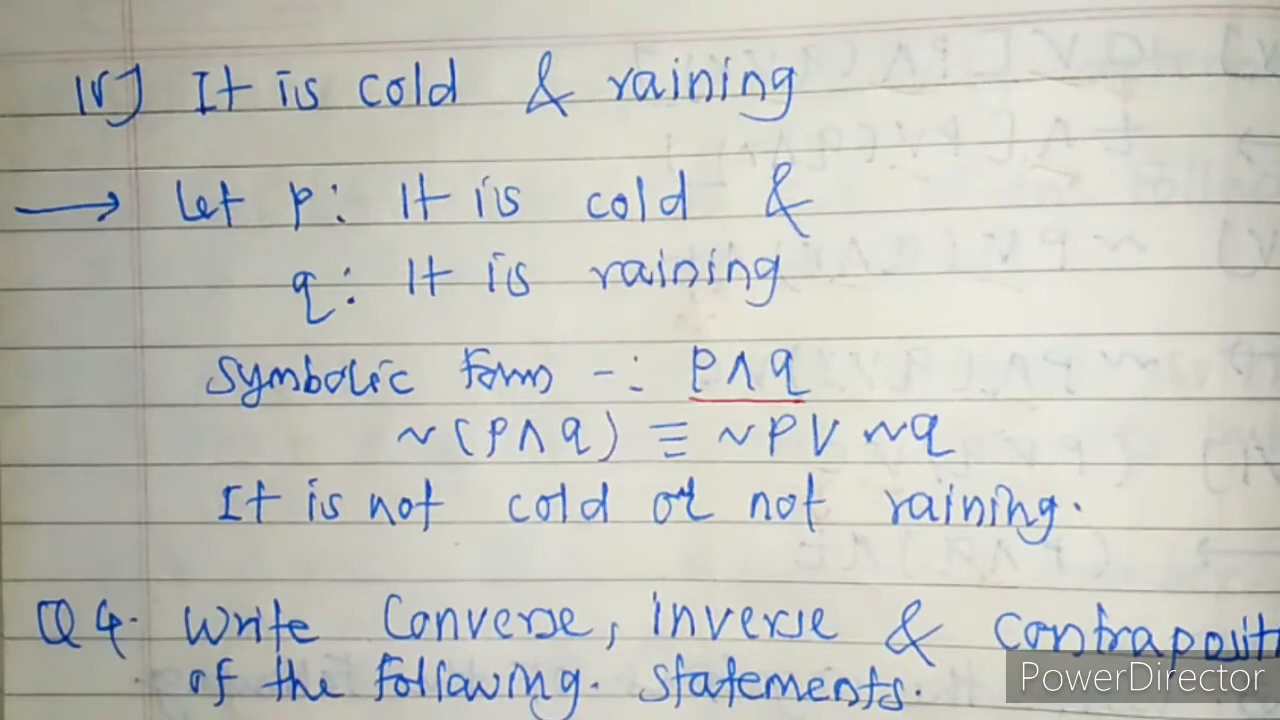 IV] It is cold & raining
→ Let p: It is cold &
q: It is raining
Symbolic form -: p∧q
~(p∧q) ≡ ~p∨ ~q
It is not cold or not raining.
Q4. Write Converse, inverse & contraposit
of the following. statements.
PowerDirector